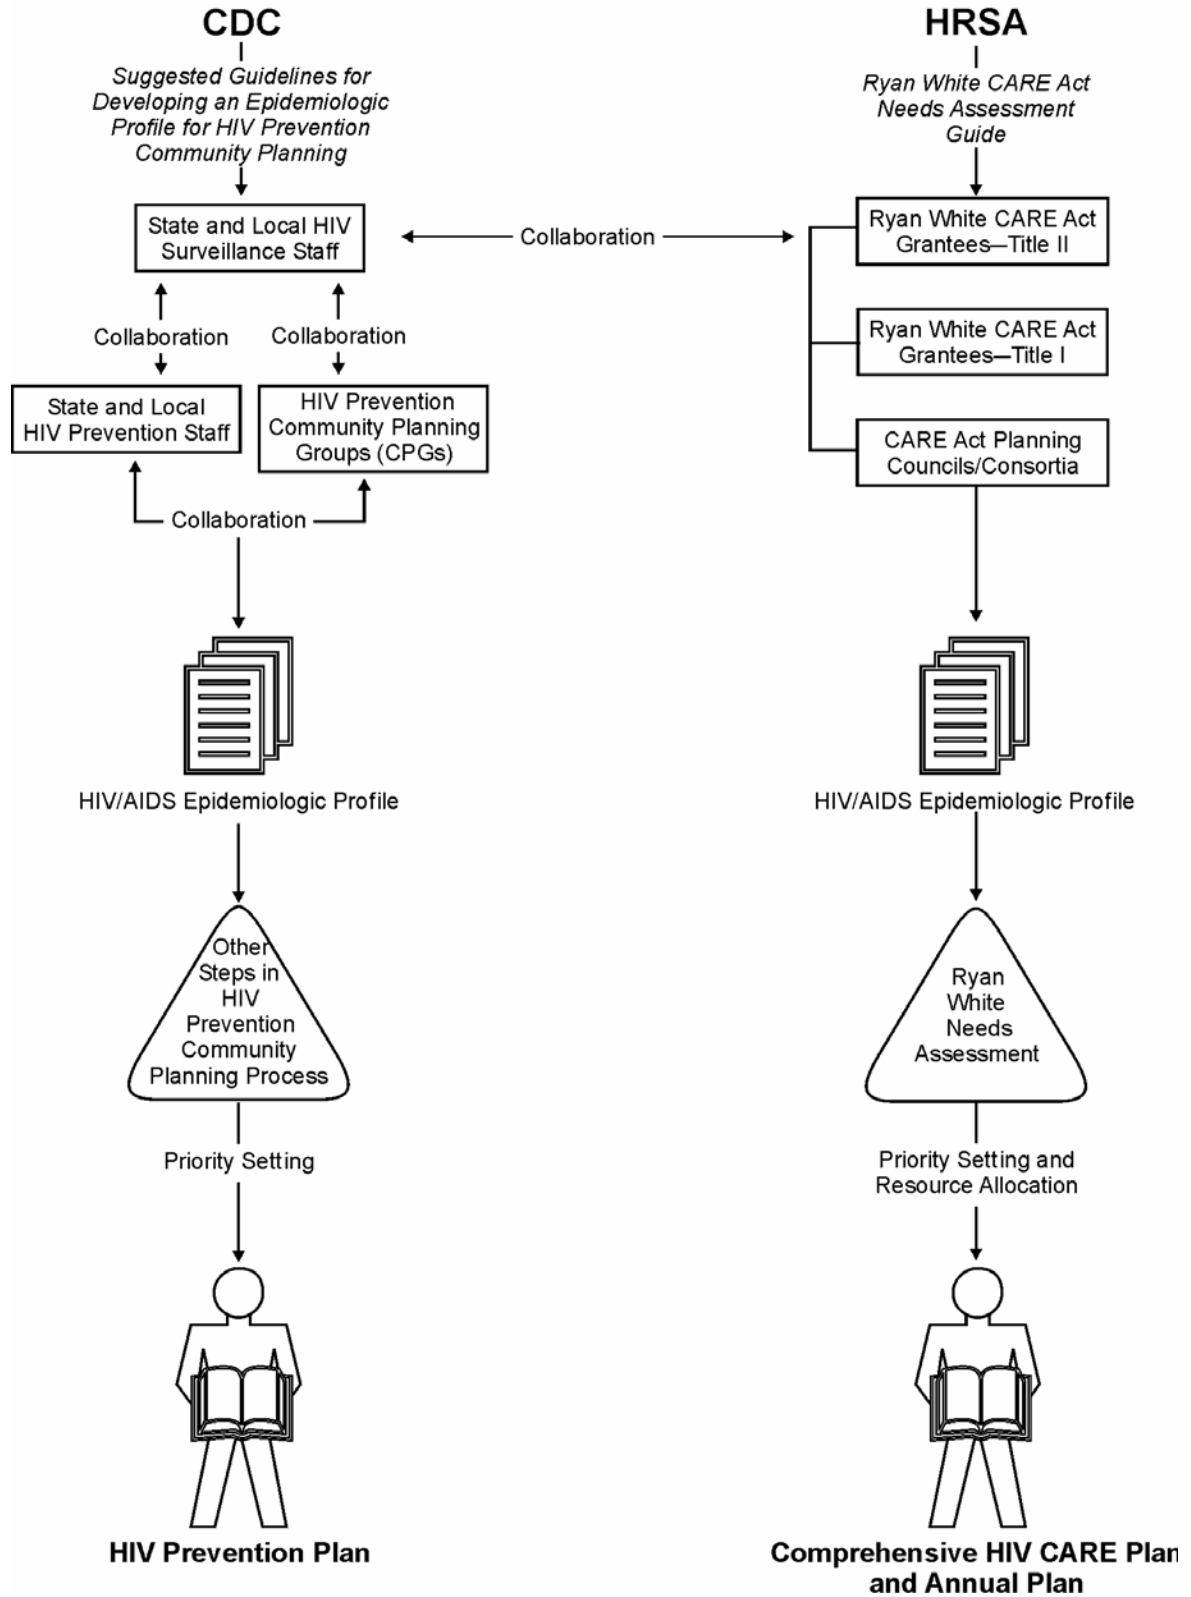 CDC
Suggested Guidelines for
Developing an Epidemiologic
Profile for HIV Prevention
Community Planning
State and Local HIV
Surveillance Staff
Collaboration
Collaboration
State and Local
HIV Prevention Staff
HIV Prevention
Community Planning
Groups (CPGs)
Collaboration
HIV/AIDS Epidemiologic Profile
Other
Steps in
HIV
Prevention
Community
Planning Process
Priority Setting
HIV Prevention Plan
Collaboration
HRSA
Ryan White CARE Act
Needs Assessment
Guide
Ryan White CARE Act
Grantees—Title II
Ryan White CARE Act
Grantees—Title I
CARE Act Planning
Councils/Consortia
HIV/AIDS Epidemiologic Profile
Ryan
White
Needs
Assessment
Priority Setting and
Resource Allocation
Comprehensive HIV CARE Plan
and Annual Plan